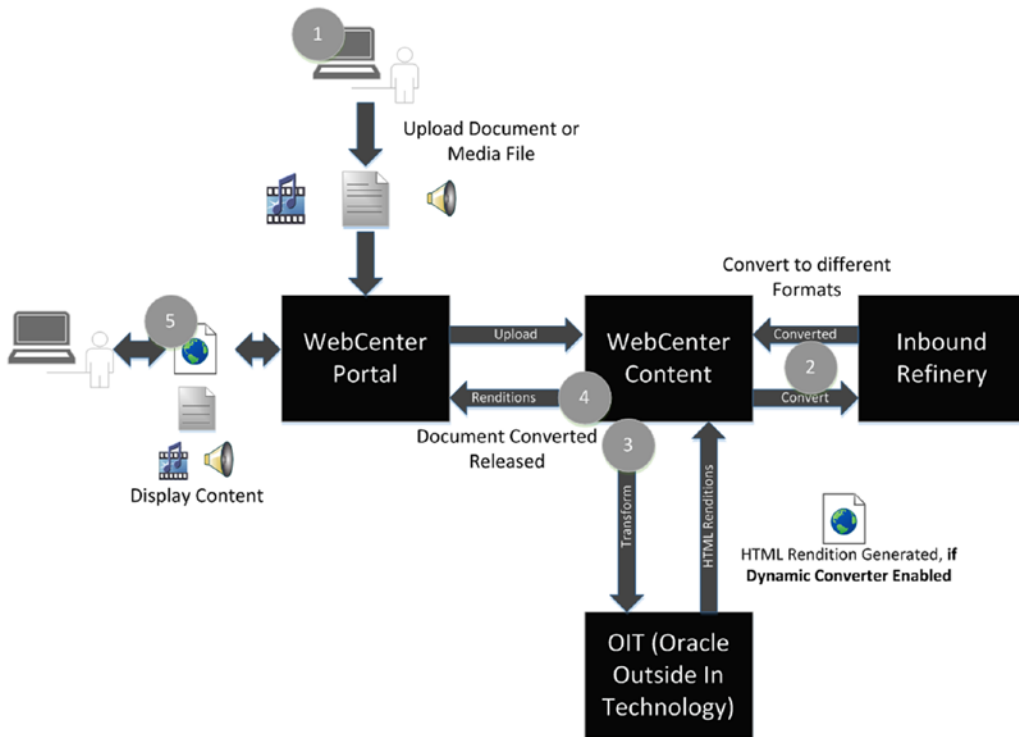 1
Upload Document or
Media File
Convert to different
Formats
5
WebCenter
Portal
Upload
WebCenter
Content
Converted
2
Convert
Inbound
Refinery
Renditions
4
Document Converted
Released
3
Display Content
Transform
HTML Renditions
HTML Rendition Generated, if
Dynamic Converter Enabled
OIT (Oracle
Outside In
Technology)